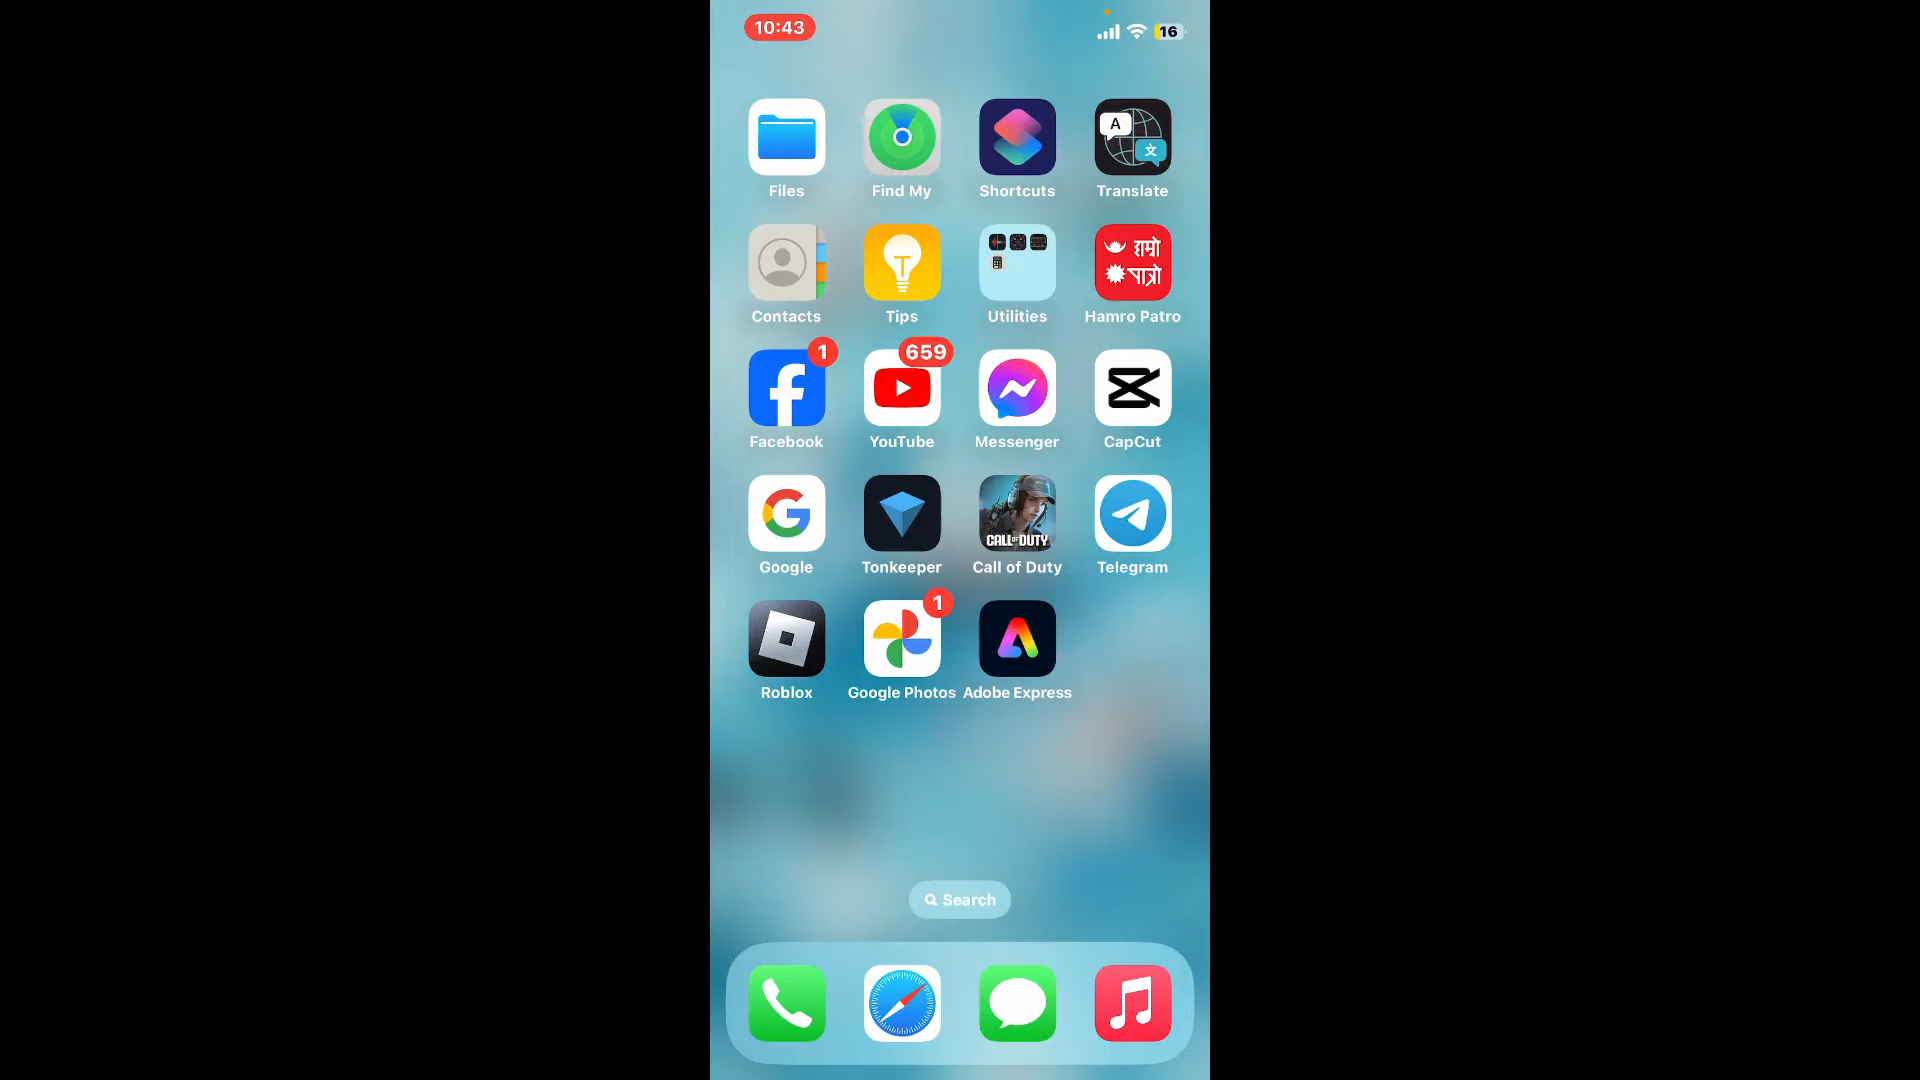 10:43
16
A
文
Files
Find My
Shortcuts
Translate
हाम्रो
पात्रो
Contacts
Tips
Utilities
Hamro Patro
1
659
Facebook
YouTube
Messenger
CapCut
CALL OF DUTY
Google
Tonkeeper
Call of Duty
Telegram
1
Roblox
Google Photos
Adobe Express
Search